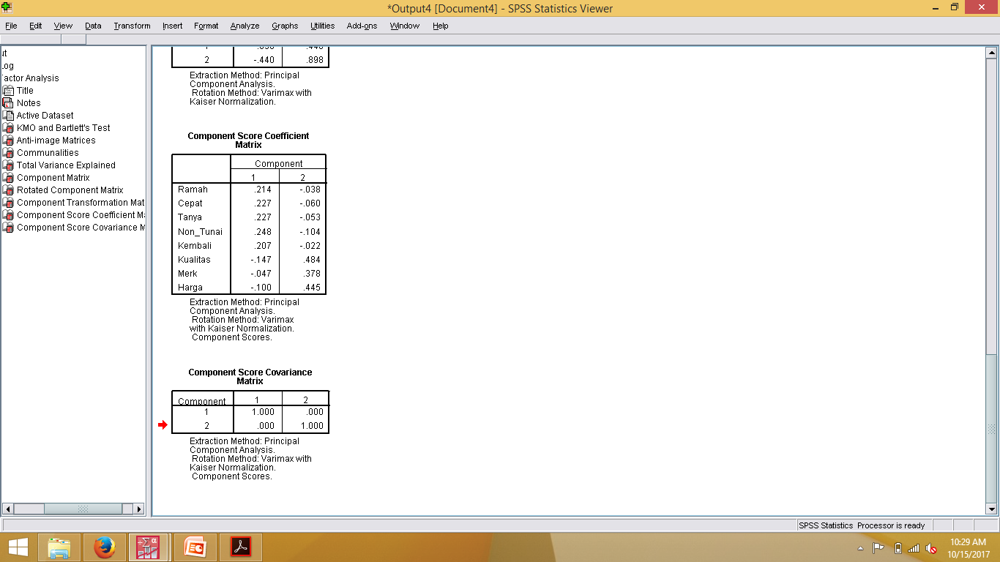 *Output4 [Document4] - SPSS Statistics Viewer
File Edit View Data Transform Insert Format Analyze Graphs Utilities Add-ons Window Help
ut
Log
actor Analysis
Title
Notes
Active Dataset
KMO and Bartlett's Test
Anti-image Matrices
Communalities
Total Variance Explained
Component Matrix
Rotated Component Matrix
Component Transformation Mat
Component Score Coefficient Ma
Component Score Covariance M
2 -.440 .898
Extraction Method: Principal
Component Analysis.
Rotation Method: Varimax with
Kaiser Normalization.
Component Score Coefficient
Matrix
Component
1 2
Ramah .214 -.038
Cepat .227 -.060
Tanya .227 -.053
Non_Tunai .248 -.104
Kembali .207 -.022
Kualitas -.147 .484
Merk -.047 .378
Harga -.100 .445
Extraction Method: Principal
Component Analysis.
Rotation Method: Varimax
with Kaiser Normalization.
Component Scores.
Component Score Covariance
Matrix
Component 1 2
1 1.000 .000
2 .000 1.000
Extraction Method: Principal
Component Analysis.
Rotation Method: Varimax with
Kaiser Normalization.
Component Scores.
SPSS Statistics Processor is ready
10:29 AM
10/15/2017